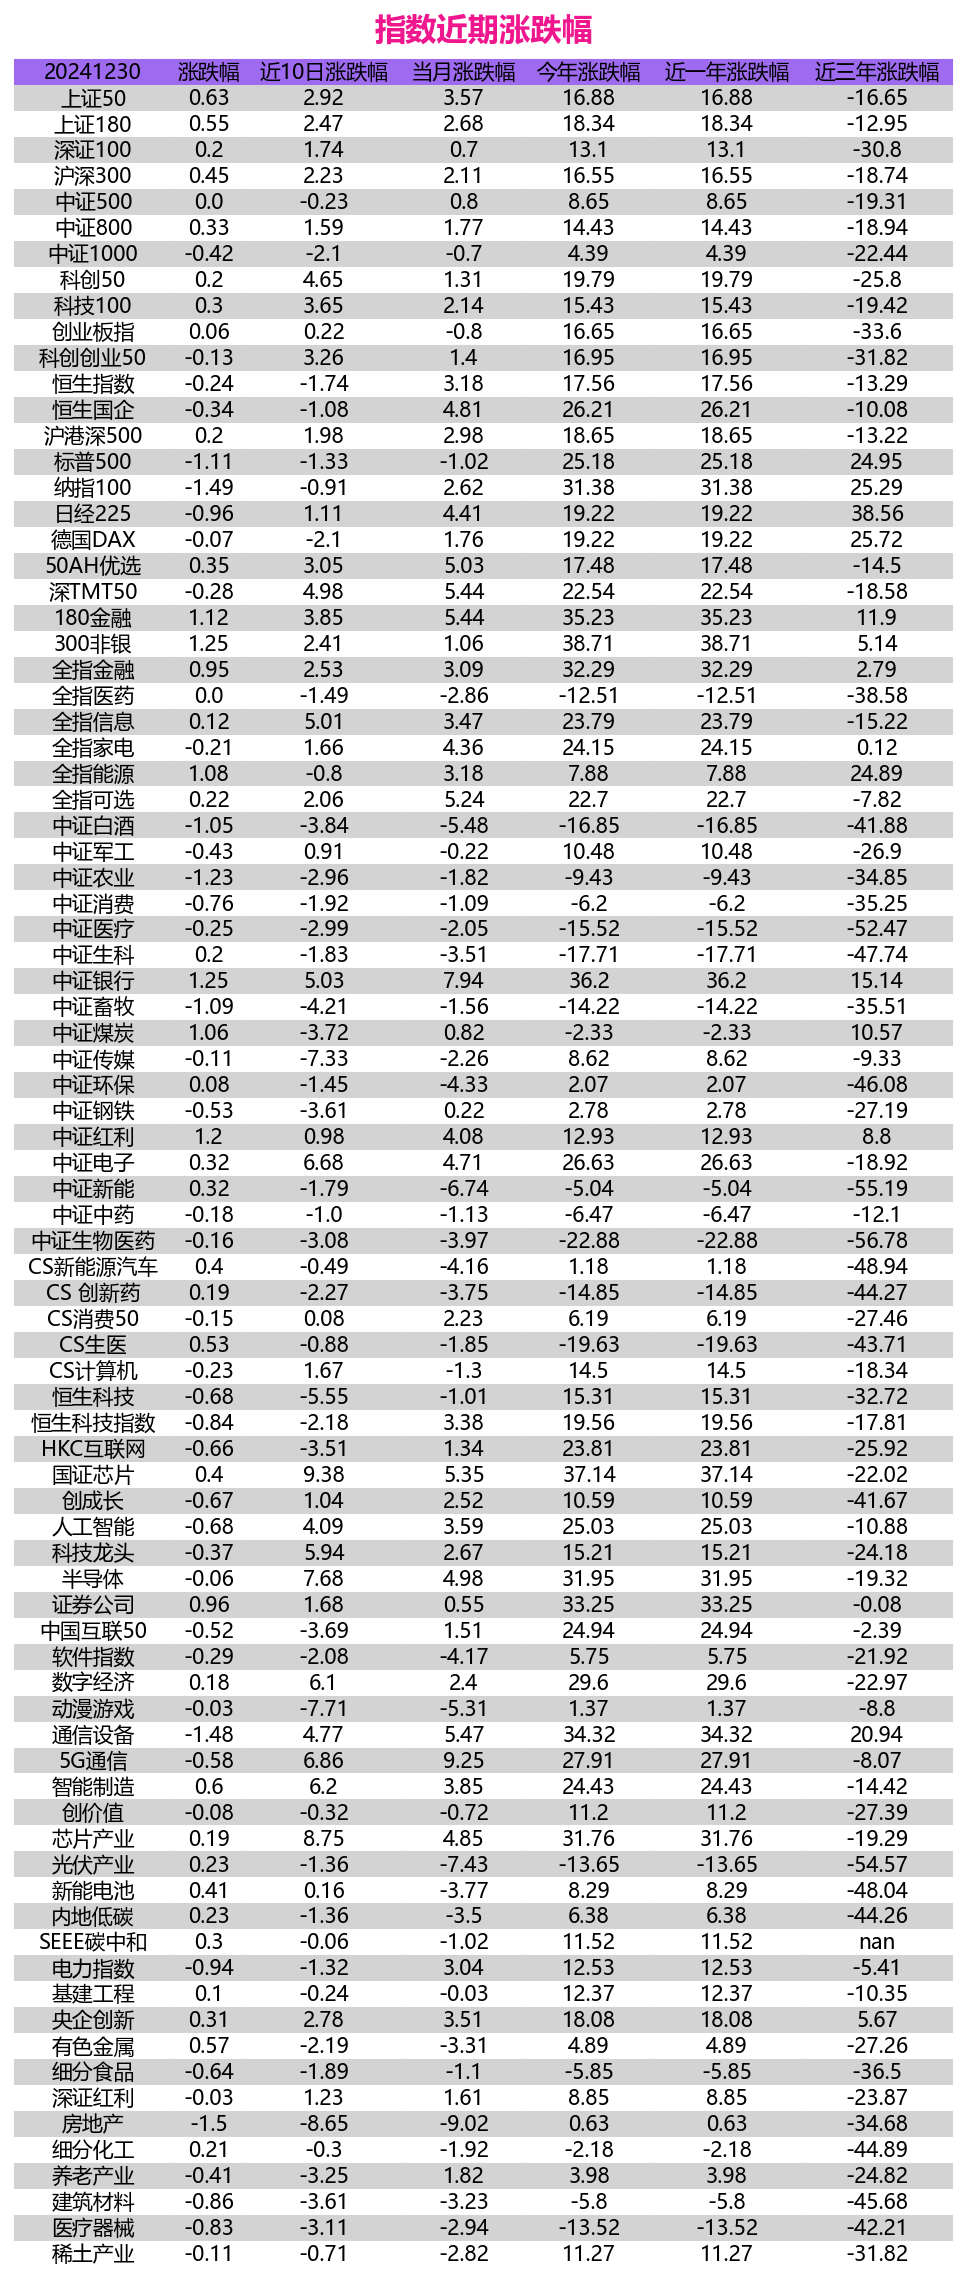 指数近期涨跌幅
20241230 涨跌幅 近10日涨跌幅 当月涨跌幅 今年涨跌幅 近一年涨跌幅 近三年涨跌幅
上证50 0.63 2.92 3.57 16.88 16.88 -16.65
上证180 0.55 2.47 2.68 18.34 18.34 -12.95
深证100 0.2 1.74 0.7 13.1 13.1 -30.8
沪深300 0.45 2.23 2.11 16.55 16.55 -18.74
中证500 0.0 -0.23 0.8 8.65 8.65 -19.31
中证800 0.33 1.59 1.77 14.43 14.43 -18.94
中证1000 -0.42 -2.1 -0.7 4.39 4.39 -22.44
科创50 0.2 4.65 1.31 19.79 19.79 -25.8
科技100 0.3 3.65 2.14 15.43 15.43 -19.42
创业板指 0.06 0.22 -0.8 16.65 16.65 -33.6
科创创业50 -0.13 3.26 1.4 16.95 16.95 -31.82
恒生指数 -0.24 -1.74 3.18 17.56 17.56 -13.29
恒生国企 -0.34 -1.08 4.81 26.21 26.21 -10.08
沪港深500 0.2 1.98 2.98 18.65 18.65 -13.22
标普500 -1.11 -1.33 -1.02 25.18 25.18 24.95
纳指100 -1.49 -0.91 2.62 31.38 31.38 25.29
日经225 -0.96 1.11 4.41 19.22 19.22 38.56
德国DAX -0.07 -2.1 1.76 19.22 19.22 25.72
50AH优选 0.35 3.05 5.03 17.48 17.48 -14.5
深TMT50 -0.28 4.98 5.44 22.54 22.54 -18.58
180金融 1.12 3.85 5.44 35.23 35.23 11.9
300非银 1.25 2.41 1.06 38.71 38.71 5.14
全指金融 0.95 2.53 3.09 32.29 32.29 2.79
全指医药 0.0 -1.49 -2.86 -12.51 -12.51 -38.58
全指信息 0.12 5.01 3.47 23.79 23.79 -15.22
全指家电 -0.21 1.66 4.36 24.15 24.15 0.12
全指能源 1.08 -0.8 3.18 7.88 7.88 24.89
全指可选 0.22 2.06 5.24 22.7 22.7 -7.82
中证白酒 -1.05 -3.84 -5.48 -16.85 -16.85 -41.88
中证军工 -0.43 0.91 -0.22 10.48 10.48 -26.9
中证农业 -1.23 -2.96 -1.82 -9.43 -9.43 -34.85
中证消费 -0.76 -1.92 -1.09 -6.2 -6.2 -35.25
中证医疗 -0.25 -2.99 -2.05 -15.52 -15.52 -52.47
中证生科 0.2 -1.83 -3.51 -17.71 -17.71 -47.74
中证银行 1.25 5.03 7.94 36.2 36.2 15.14
中证畜牧 -1.09 -4.21 -1.56 -14.22 -14.22 -35.51
中证煤炭 1.06 -3.72 0.82 -2.33 -2.33 10.57
中证传媒 -0.11 -7.33 -2.26 8.62 8.62 -9.33
中证环保 0.08 -1.45 -4.33 2.07 2.07 -46.08
中证钢铁 -0.53 -3.61 0.22 2.78 2.78 -27.19
中证红利 1.2 0.98 4.08 12.93 12.93 8.8
中证电子 0.32 6.68 4.71 26.63 26.63 -18.92
中证新能 0.32 -1.79 -6.74 -5.04 -5.04 -55.19
中证中药 -0.18 -1.0 -1.13 -6.47 -6.47 -12.1
中证生物医药 -0.16 -3.08 -3.97 -22.88 -22.88 -56.78
CS新能源汽车 0.4 -0.49 -4.16 1.18 1.18 -48.94
CS 创新药 0.19 -2.27 -3.75 -14.85 -14.85 -44.27
CS消费50 -0.15 0.08 2.23 6.19 6.19 -27.46
CS生医 0.53 -0.88 -1.85 -19.63 -19.63 -43.71
CS计算机 -0.23 1.67 -1.3 14.5 14.5 -18.34
恒生科技 -0.68 -5.55 -1.01 15.31 15.31 -32.72
恒生科技指数 -0.84 -2.18 3.38 19.56 19.56 -17.81
HKC互联网 -0.66 -3.51 1.34 23.81 23.81 -25.92
国证芯片 0.4 9.38 5.35 37.14 37.14 -22.02
创成长 -0.67 1.04 2.52 10.59 10.59 -41.67
人工智能 -0.68 4.09 3.59 25.03 25.03 -10.88
科技龙头 -0.37 5.94 2.67 15.21 15.21 -24.18
半导体 -0.06 7.68 4.98 31.95 31.95 -19.32
证券公司 0.96 1.68 0.55 33.25 33.25 -0.08
中国互联50 -0.52 -3.69 1.51 24.94 24.94 -2.39
软件指数 -0.29 -2.08 -4.17 5.75 5.75 -21.92
数字经济 0.18 6.1 2.4 29.6 29.6 -22.97
动漫游戏 -0.03 -7.71 -5.31 1.37 1.37 -8.8
通信设备 -1.48 4.77 5.47 34.32 34.32 20.94
5G通信 -0.58 6.86 9.25 27.91 27.91 -8.07
智能制造 0.6 6.2 3.85 24.43 24.43 -14.42
创价值 -0.08 -0.32 -0.72 11.2 11.2 -27.39
芯片产业 0.19 8.75 4.85 31.76 31.76 -19.29
光伏产业 0.23 -1.36 -7.43 -13.65 -13.65 -54.57
新能电池 0.41 0.16 -3.77 8.29 8.29 -48.04
内地低碳 0.23 -1.36 -3.5 6.38 6.38 -44.26
SEEE碳中和 0.3 -0.06 -1.02 11.52 11.52 nan
电力指数 -0.94 -1.32 3.04 12.53 12.53 -5.41
基建工程 0.1 -0.24 -0.03 12.37 12.37 -10.35
央企创新 0.31 2.78 3.51 18.08 18.08 5.67
有色金属 0.57 -2.19 -3.31 4.89 4.89 -27.26
细分食品 -0.64 -1.89 -1.1 -5.85 -5.85 -36.5
深证红利 -0.03 1.23 1.61 8.85 8.85 -23.87
房地产 -1.5 -8.65 -9.02 0.63 0.63 -34.68
细分化工 0.21 -0.3 -1.92 -2.18 -2.18 -44.89
养老产业 -0.41 -3.25 1.82 3.98 3.98 -24.82
建筑材料 -0.86 -3.61 -3.23 -5.8 -5.8 -45.68
医疗器械 -0.83 -3.11 -2.94 -13.52 -13.52 -42.21
稀土产业 -0.11 -0.71 -2.82 11.27 11.27 -31.82